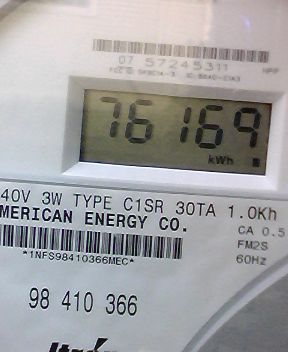 07 57245311
76169
kWh
40V 3W TYPE C1SR 30TA 1.0Kh
MERICAN ENERGY CO.
CA 0.5
FM2S
60Hz
*1NFS98410366MEC*
98 410 366
Itrón